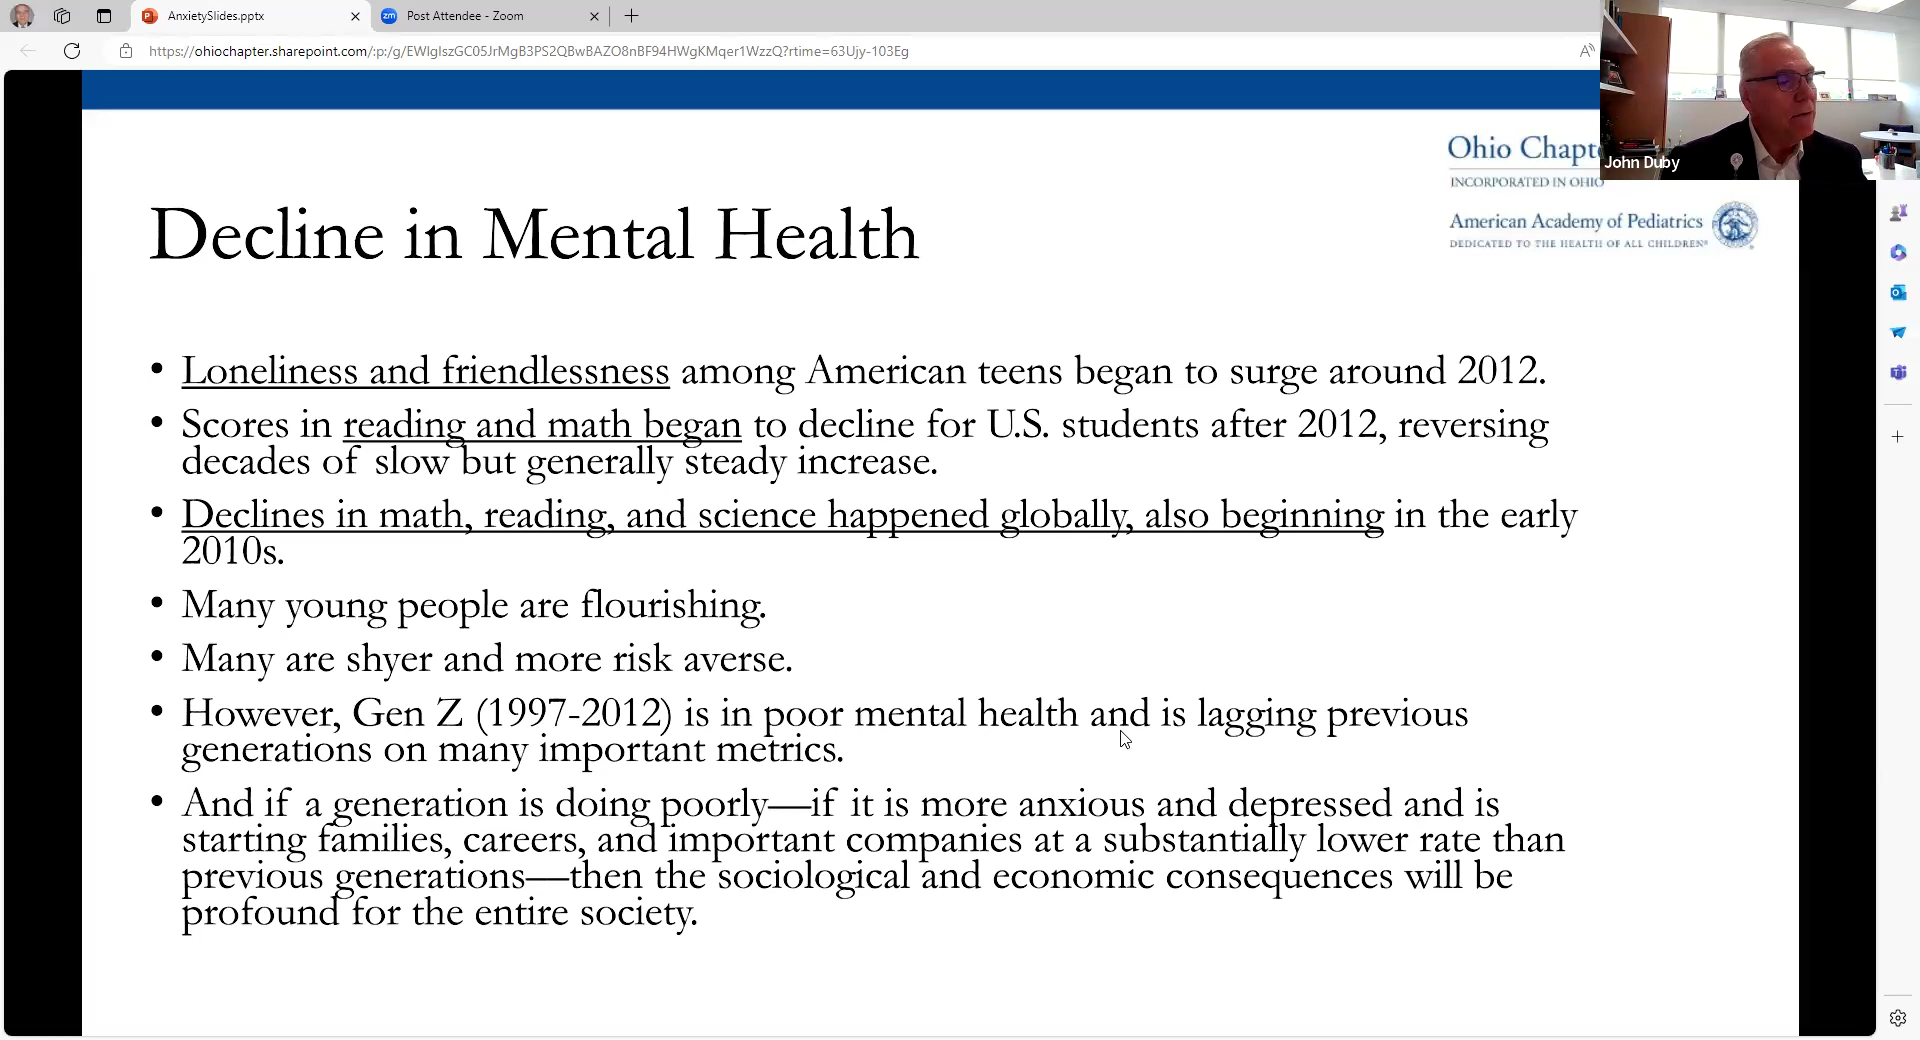 AnxietySlides.pptx
Post Attendee - Zoom
https://ohiochapter.sharepoint.com/:p:/g/EWIgIszGC05JrMgB3PS2QBwBAZO8nBF94HWgKMqer1WzzQ?rtime=63Ujy-103Eg
John Duby
Ohio Chapt
INCORPORATED IN OHIO
American Academy of Pediatrics
DEDICATED TO THE HEALTH OF ALL CHILDREN®
Decline in Mental Health
• Loneliness and friendlessness among American teens began to surge around 2012.
• Scores in reading and math began to decline for U.S. students after 2012, reversing
decades of slow but generally steady increase.
• Declines in math, reading, and science happened globally, also beginning in the early
2010s.
• Many young people are flourishing.
• Many are shyer and more risk averse.
• However, Gen Z (1997-2012) is in poor mental health and is lagging previous
generations on many important metrics.
• And if a generation is doing poorly—if it is more anxious and depressed and is
starting families, careers, and important companies at a substantially lower rate than
previous generations—then the sociological and economic consequences will be
profound for the entire society.